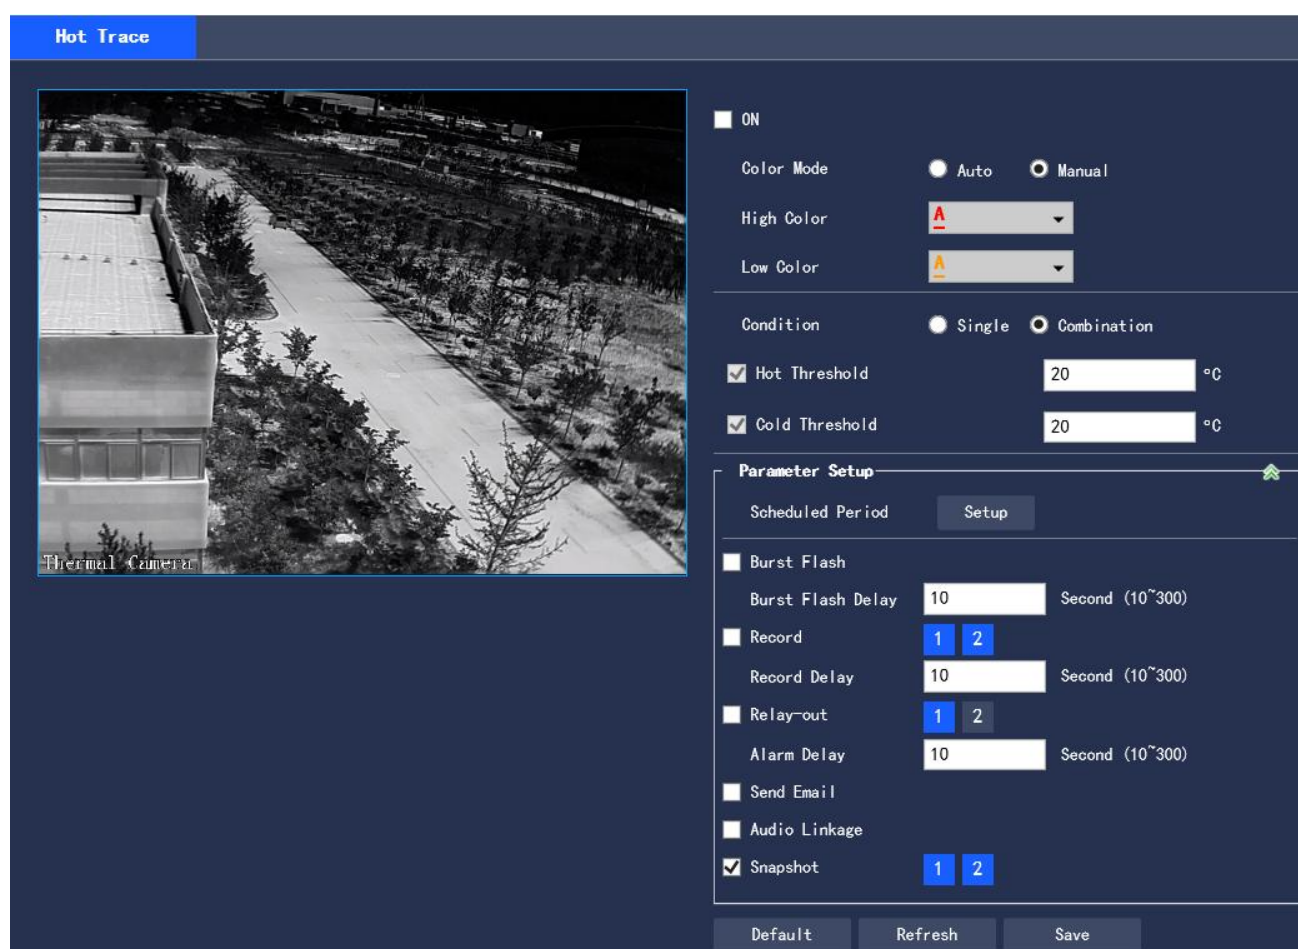 Hot Trace
ON
Color Mode Auto Manual
High Color A
Low Color A
Condition Single Combination
Hot Threshold 20 °C
Cold Threshold 20 °C
Parameter Setup
Scheduled Period Setup
Burst Flash
Burst Flash Delay 10 Second (10~300)
Record 1 2
Record Delay 10 Second (10~300)
Relay-out 1 2
Alarm Delay 10 Second (10~300)
Send Email
Audio Linkage
Snapshot 1 2
Default Refresh Save
Thermal Camera